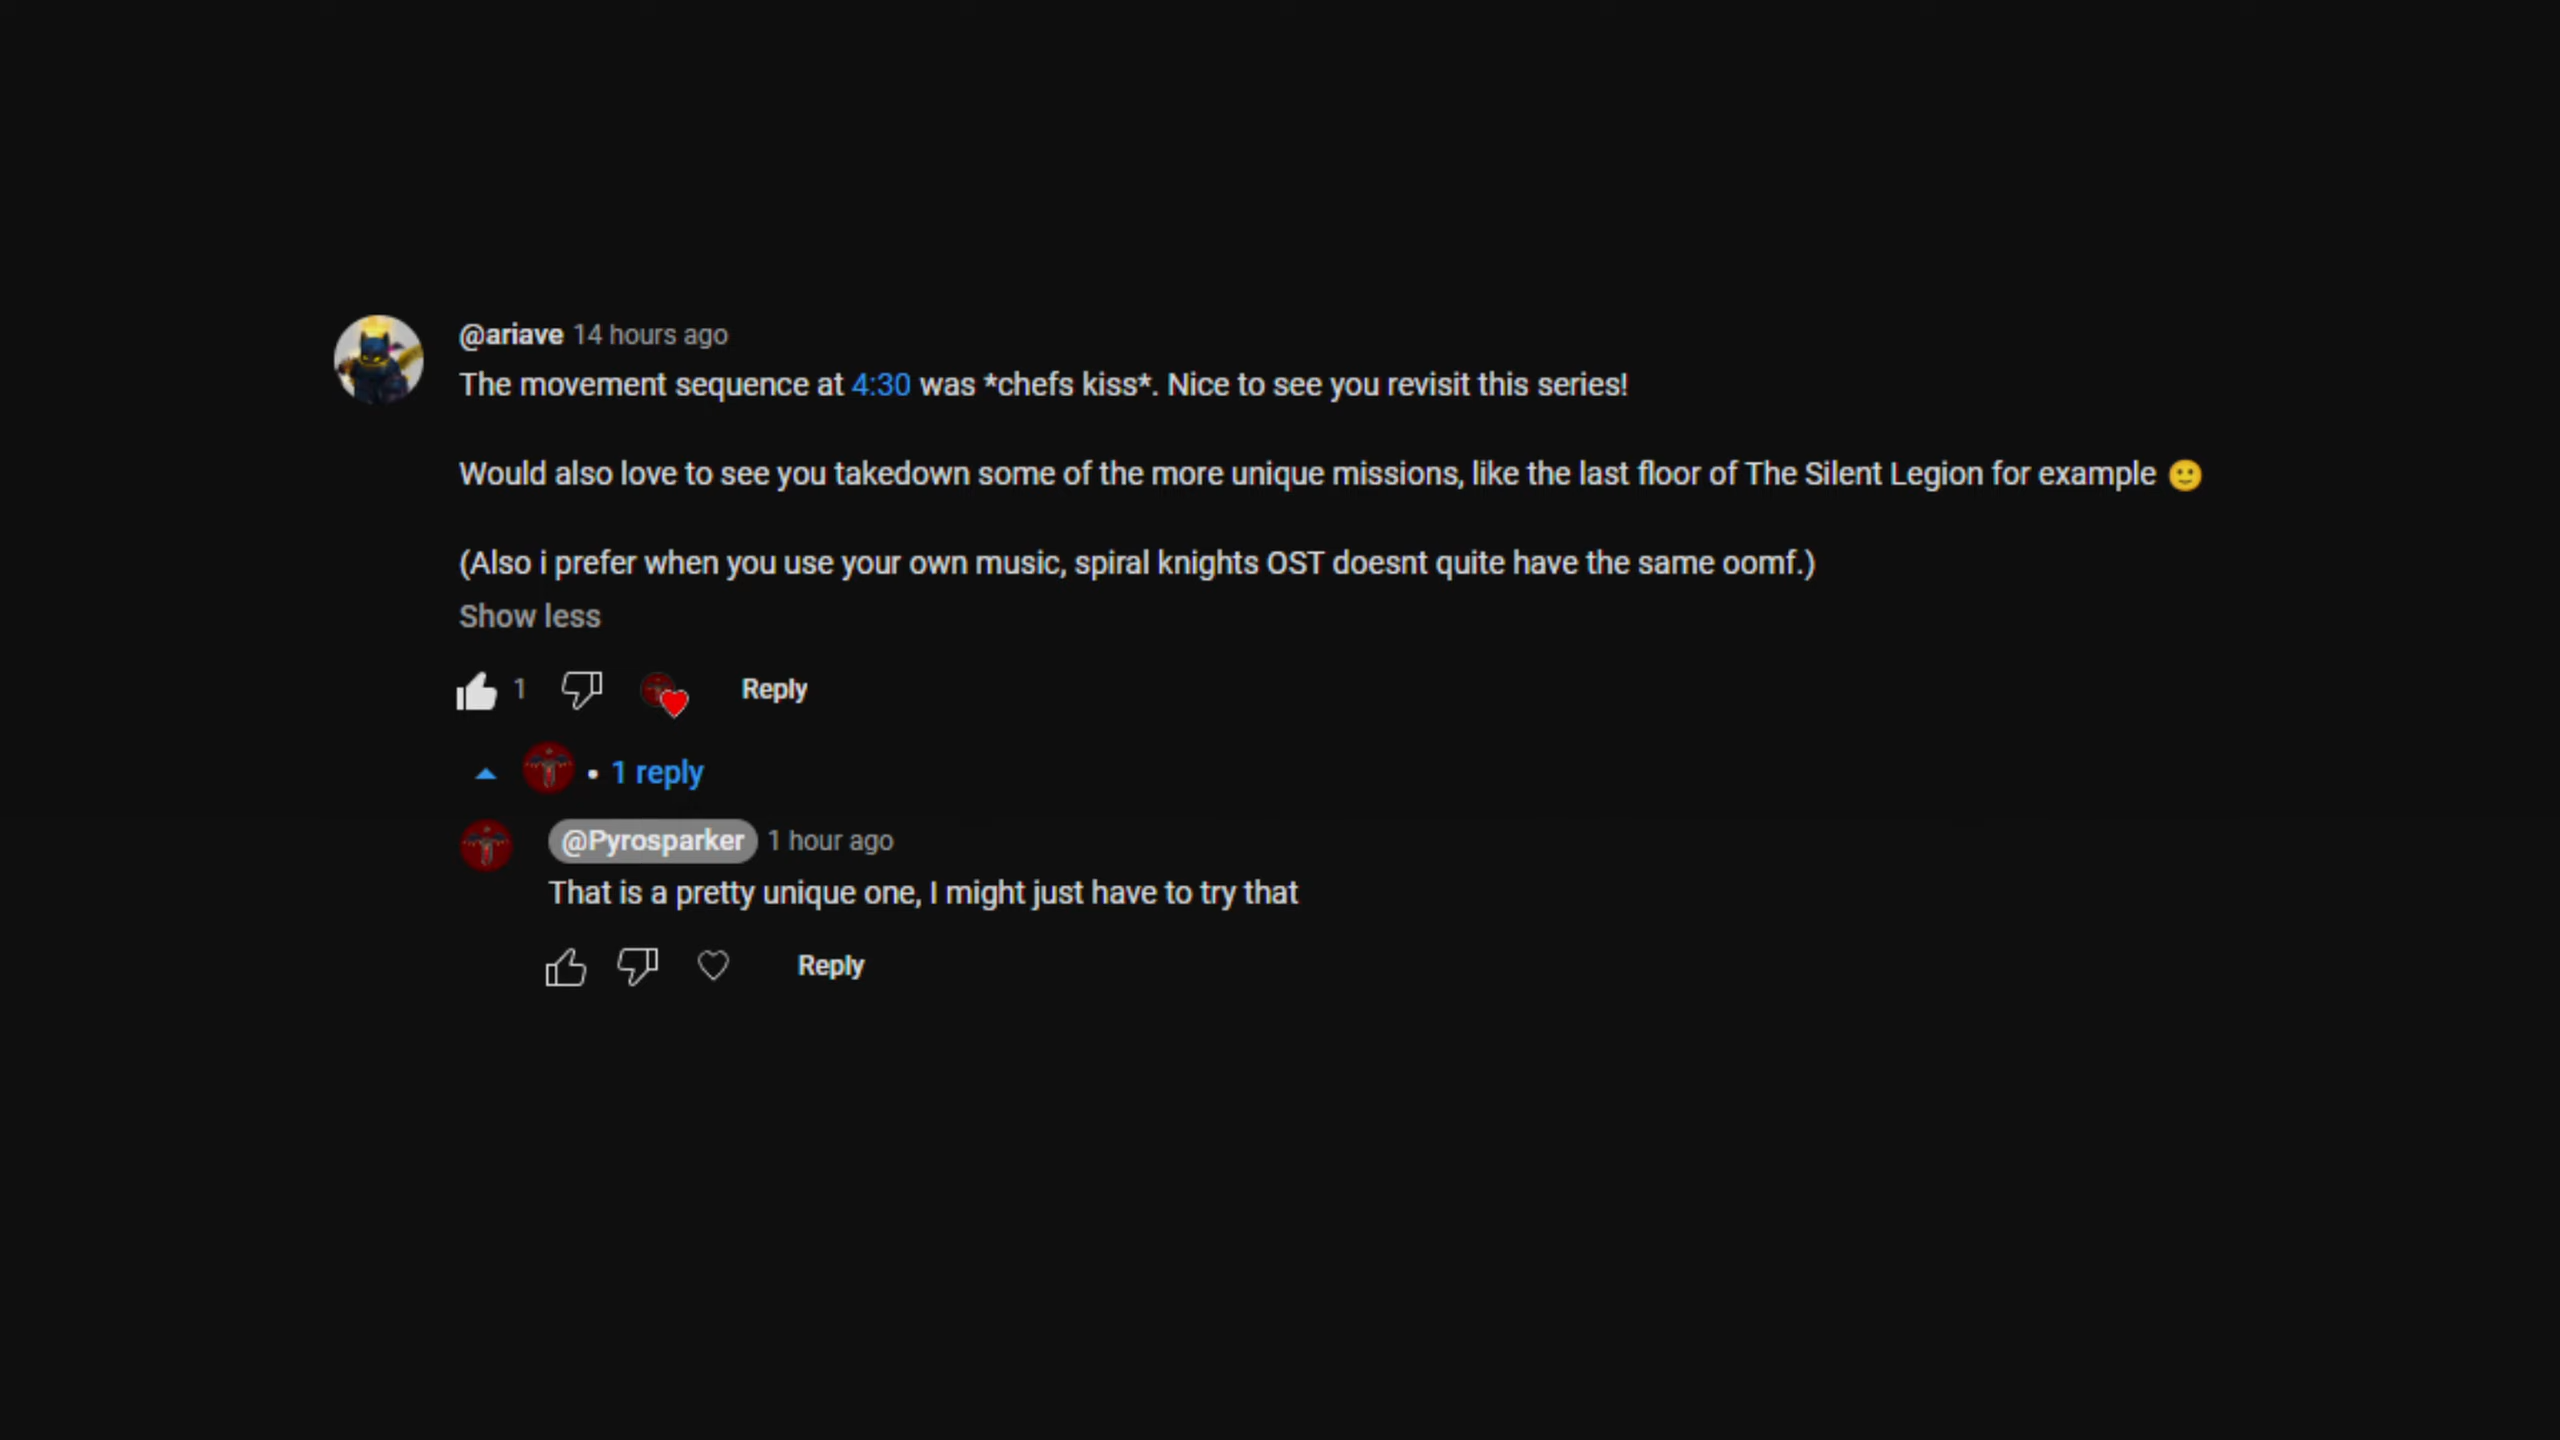 @ariave 14 hours ago
The movement sequence at 4:30 was *chefs kiss*. Nice to see you revisit this series!
Would also love to see you takedown some of the more unique missions, like the last floor of The Silent Legion for example 🙂
(Also i prefer when you use your own music, spiral knights OST doesnt quite have the same oomf.)
Show less
1 Reply
• 1 reply
@Pyrosparker 1 hour ago
That is a pretty unique one, I might just have to try that
Reply